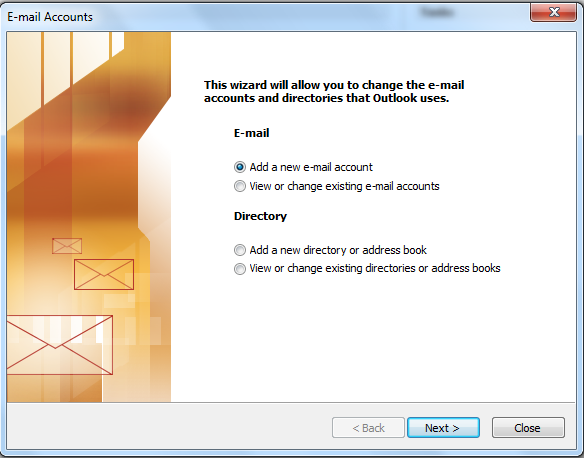 E-mail Accounts
This wizard will allow you to change the e-mail
accounts and directories that Outlook uses.
E-mail
Add a new e-mail account
View or change existing e-mail accounts
Directory
Add a new directory or address book
View or change existing directories or address books
< Back
Next >
Close